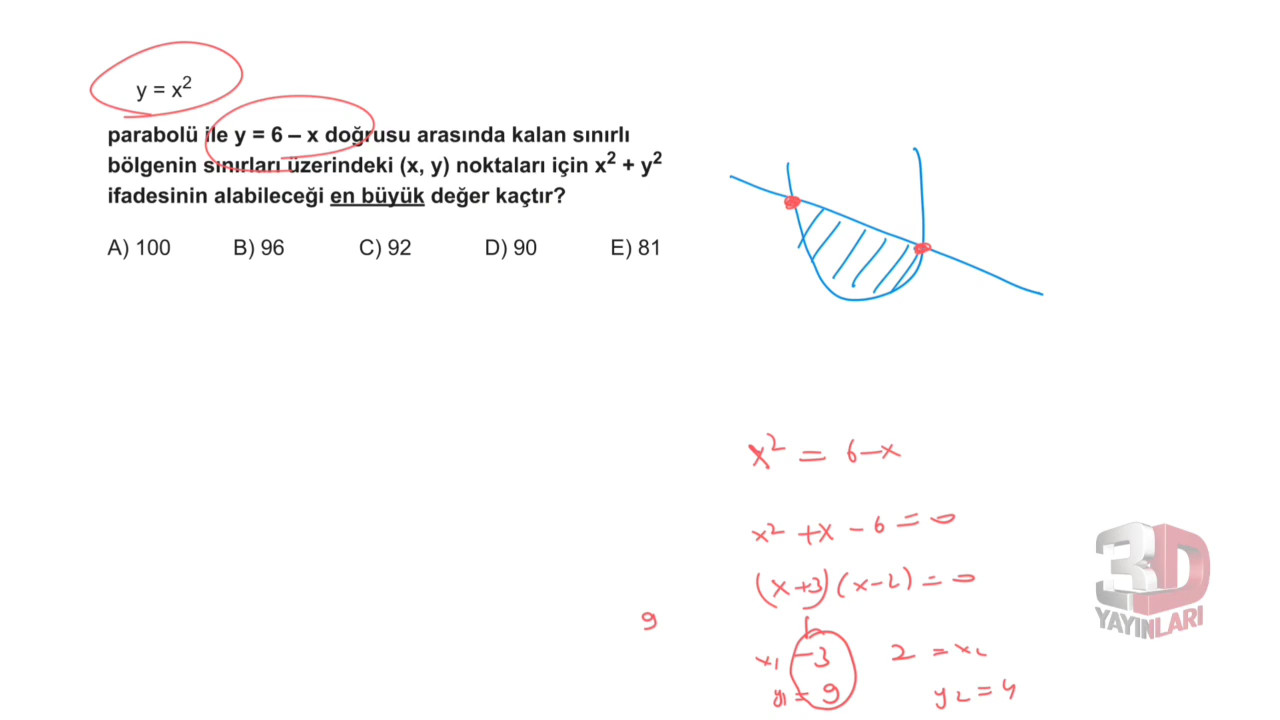 y = x²
parabolü ile y = 6 – x doğrusu arasında kalan sınırlı
bölgenin sınırları üzerindeki (x, y) noktaları için x² + y²
ifadesinin alabileceği en büyük değer kaçtır?
A) 100 B) 96 C) 92 D) 90 E) 81
x² = 6-x
x² +x - 6 = 0
(x+3)(x-2) = 0
9
x₁ -3 2 = x₂
y₁ = 9 y₂ = 4
3D
YAYINLARI